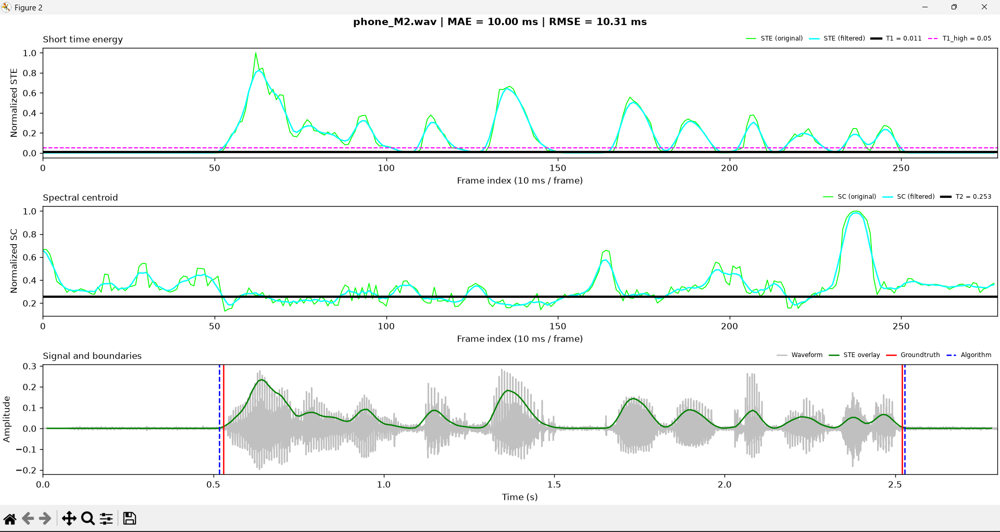 Figure 2
phone_M2.wav | MAE = 10.00 ms | RMSE = 10.31 ms
Short time energy
STE (original) STE (filtered) T1 = 0.011 T1_high = 0.05
Normalized STE
1.0
0.8
0.6
0.4
0.2
0.0
0 50 100 150 200 250
Frame index (10 ms / frame)
Spectral centroid
SC (original) SC (filtered) T2 = 0.253
Normalized SC
1.0
0.8
0.6
0.4
0.2
0 50 100 150 200 250
Frame index (10 ms / frame)
Signal and boundaries
Waveform STE overlay Groundtruth Algorithm
Amplitude
0.3
0.2
0.1
0.0
−0.1
−0.2
0.0 0.5 1.0 1.5 2.0 2.5
Time (s)